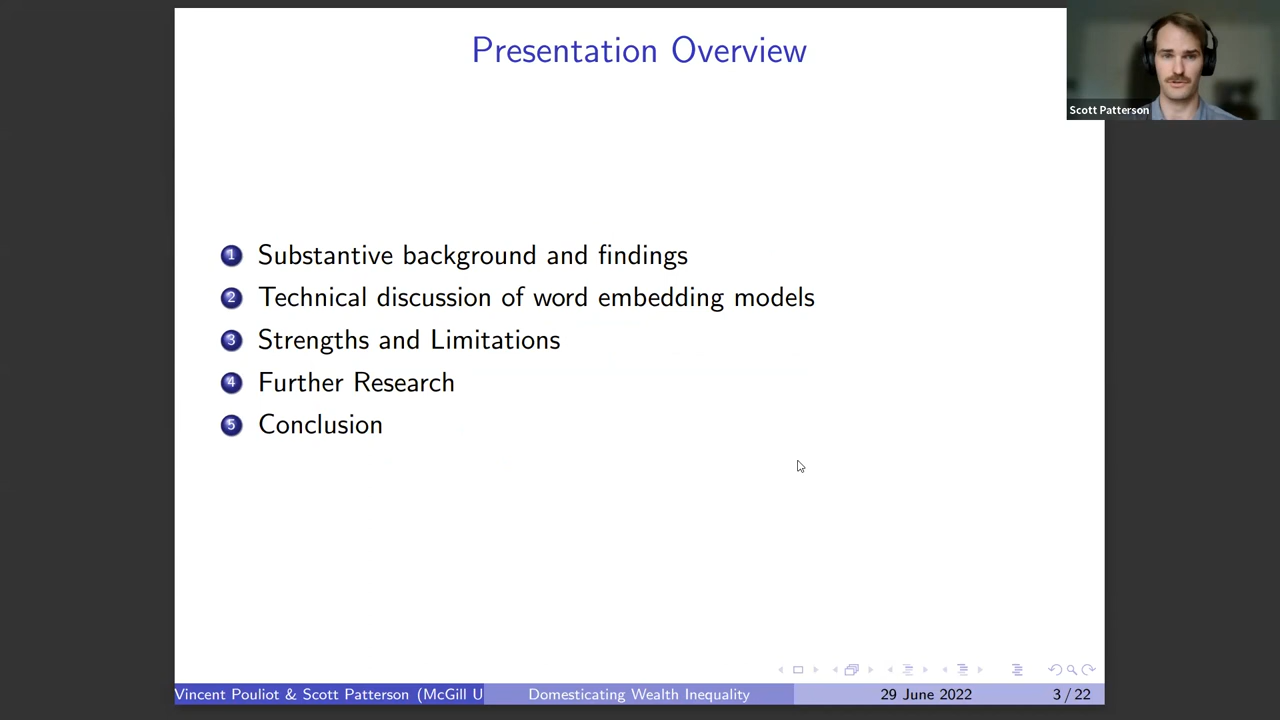 Presentation Overview
Scott Patterson
1 Substantive background and findings
2 Technical discussion of word embedding models
3 Strengths and Limitations
4 Further Research
5 Conclusion
Vincent Pouliot & Scott Patterson (McGill U Domesticating Wealth Inequality 29 June 2022 3 / 22